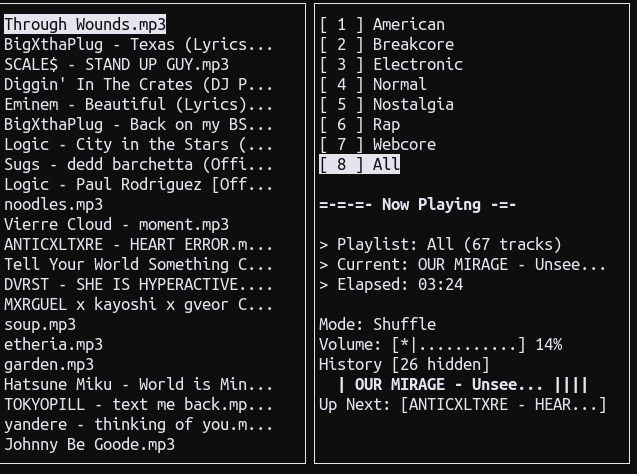 Through Wounds.mp3
BigXthaPlug - Texas (Lyrics...
SCALE$ - STAND UP GUY.mp3
Diggin' In The Crates (DJ P...
Eminem - Beautiful (Lyrics)...
BigXthaPlug - Back on my BS...
Logic - City in the Stars (...
Sugs - dedd barchetta (Offi...
Logic - Paul Rodriguez [Off...
noodles.mp3
Vierre Cloud - moment.mp3
ANTICXLTXRE - HEART ERROR.m...
Tell Your World Something C...
DVRST - SHE IS HYPERACTIVE....
MXRGUEL x kayoshi x gveor C...
soup.mp3
etheria.mp3
garden.mp3
Hatsune Miku - World is Min...
TOKYOPILL - text me back.mp...
yandere - thinking of you.m...
Johnny Be Goode.mp3
[ 1 ] American
[ 2 ] Breakcore
[ 3 ] Electronic
[ 4 ] Normal
[ 5 ] Nostalgia
[ 6 ] Rap
[ 7 ] Webcore
[ 8 ] All
=-=-=- Now Playing -=-
> Playlist: All (67 tracks)
> Current: OUR MIRAGE - Unsee...
> Elapsed: 03:24
Mode: Shuffle
Volume: [*|...........] 14%
History [26 hidden]
| OUR MIRAGE - Unsee... ||||
Up Next: [ANTICXLTXRE - HEAR...]